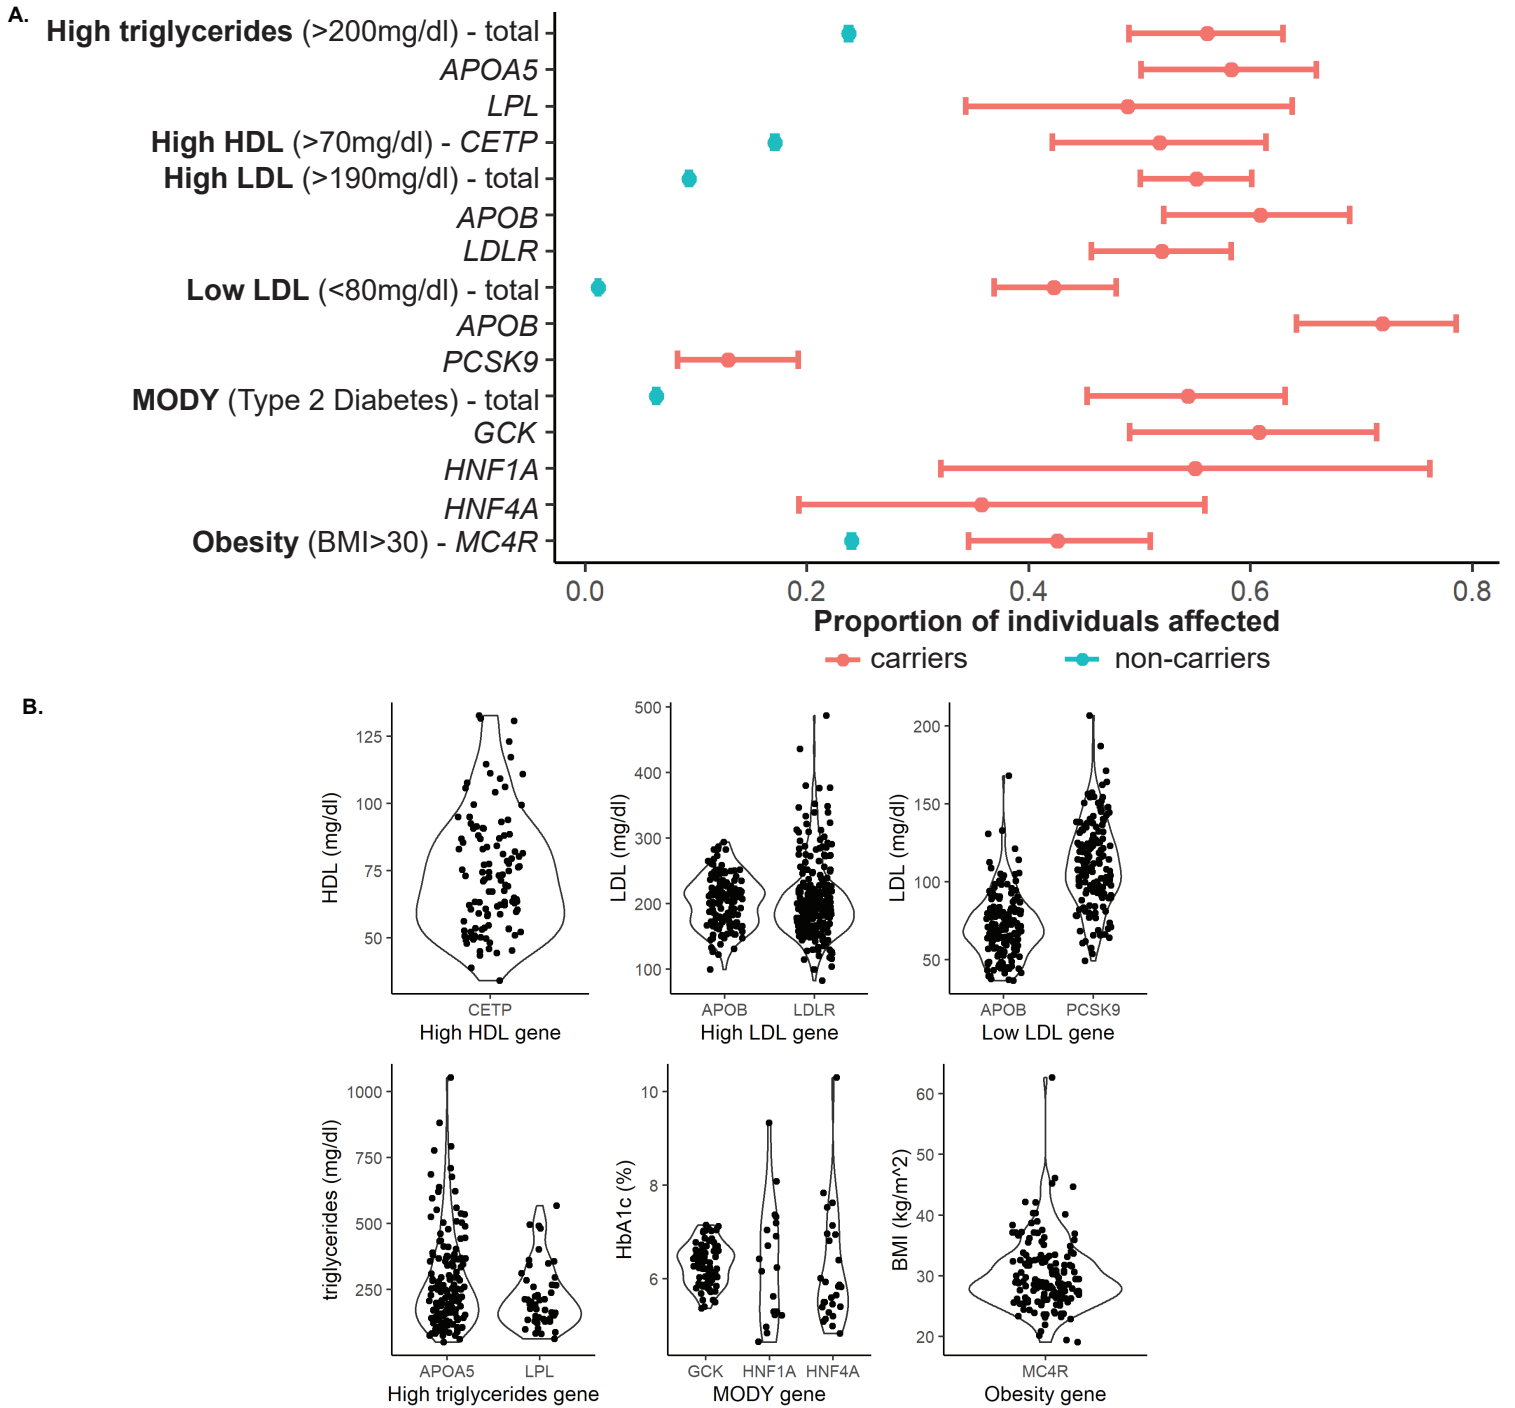 A.
High triglycerides (>200mg/dl) - total
APOA5
LPL
High HDL (>70mg/dl) - CETP
High LDL (>190mg/dl) - total
APOB
LDLR
Low LDL (<80mg/dl) - total
APOB
PCSK9
MODY (Type 2 Diabetes) - total
GCK
HNF1A
HNF4A
Obesity (BMI>30) - MC4R
0.0 0.2 0.4 0.6 0.8
Proportion of individuals affected
carriers non-carriers
B.
HDL (mg/dl)
125
100
75
50
CETP
High HDL gene
LDL (mg/dl)
500
400
300
200
100
APOB LDLR
High LDL gene
LDL (mg/dl)
200
150
100
50
APOB PCSK9
Low LDL gene
triglycerides (mg/dl)
1000
750
500
250
APOA5 LPL
High triglycerides gene
HbA1c (%)
10
8
6
GCK HNF1A HNF4A
MODY gene
BMI (kg/m^2)
60
50
40
30
20
MC4R
Obesity gene